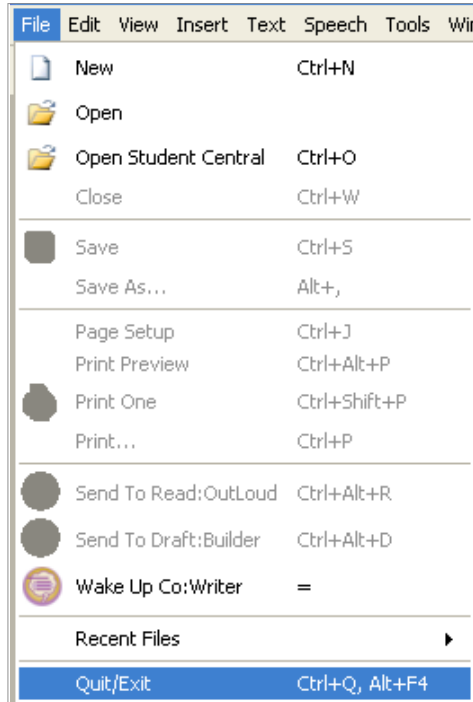 File Edit View Insert Text Speech Tools
New Ctrl+N
Open
Open Student Central Ctrl+O
Close Ctrl+W
Save Ctrl+S
Save As... Alt+,
Page Setup Ctrl+J
Print Preview Ctrl+Alt+P
Print One Ctrl+Shift+P
Print... Ctrl+P
Send To Read:OutLoud Ctrl+Alt+R
Send To Draft:Builder Ctrl+Alt+D
Wake Up Co:Writer =
Recent Files
Quit/Exit Ctrl+Q, Alt+F4